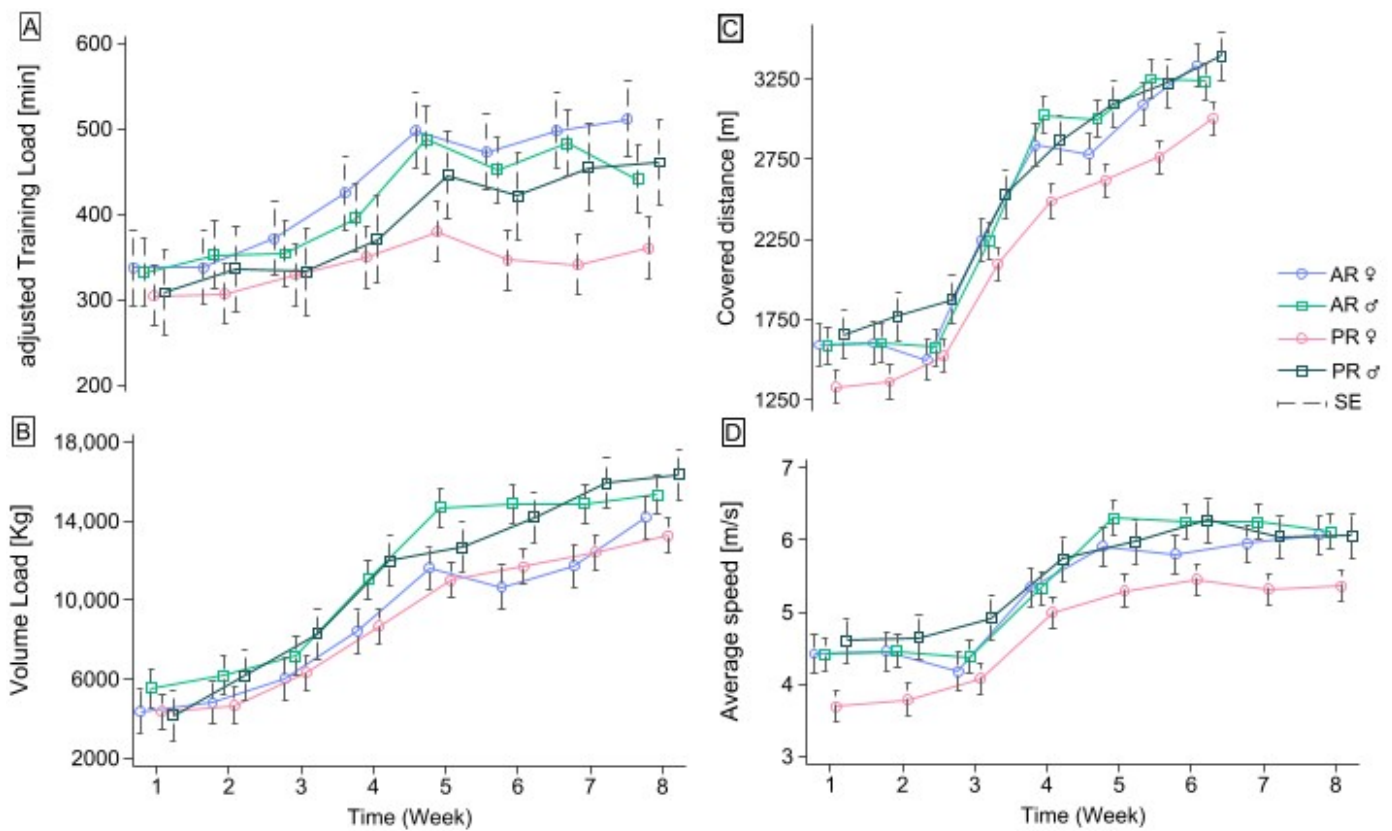 A
adjusted Training Load [min]
600
500
400
300
200
B
Volume Load [Kg]
18,000
14,000
10,000
6000
2000
1 2 3 4 5 6 7 8
Time (Week)
C
Covered distance [m]
3250
2750
2250
1750
1250
D
Average speed [m/s]
7
6
5
4
3
1 2 3 4 5 6 7 8
Time (Week)
AR ♀
AR ♂
PR ♀
PR ♂
SE